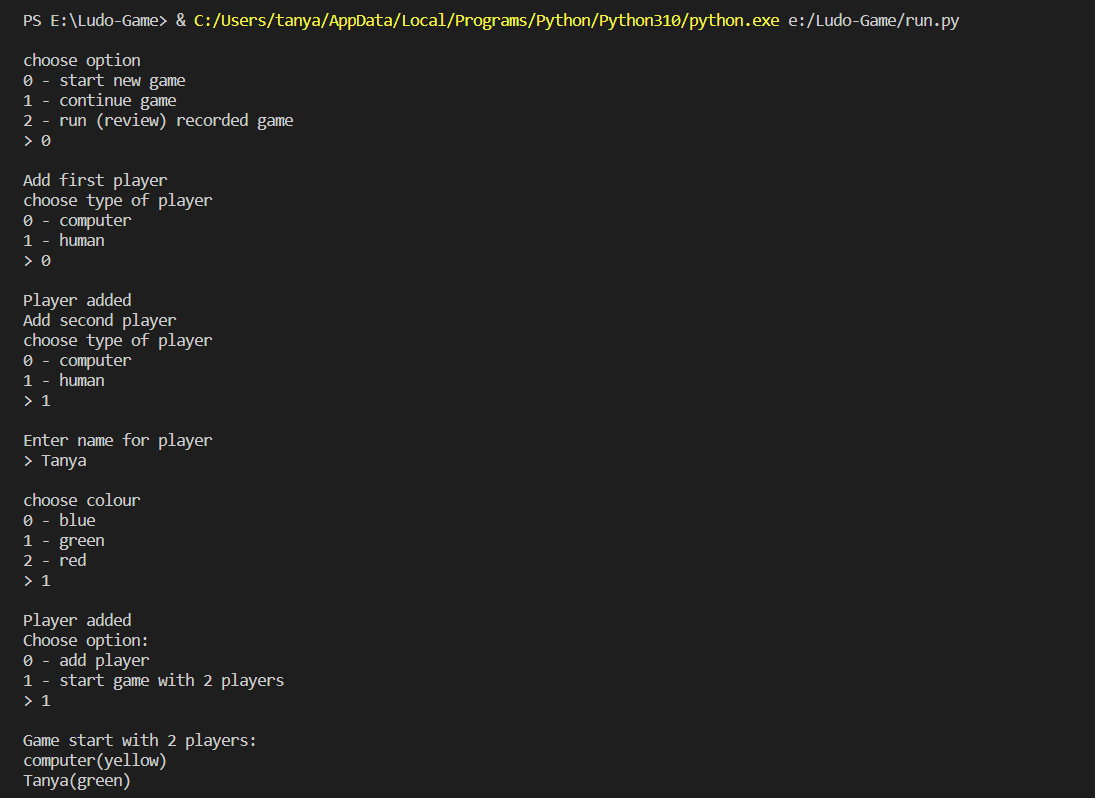 PS E:\Ludo-Game> & C:/Users/tanya/AppData/Local/Programs/Python/Python310/python.exe e:/Ludo-Game/run.py
choose option
0 - start new game
1 - continue game
2 - run (review) recorded game
> 0
Add first player
choose type of player
0 - computer
1 - human
> 0
Player added
Add second player
choose type of player
0 - computer
1 - human
> 1
Enter name for player
> Tanya
choose colour
0 - blue
1 - green
2 - red
> 1
Player added
Choose option:
0 - add player
1 - start game with 2 players
> 1
Game start with 2 players:
computer(yellow)
Tanya(green)